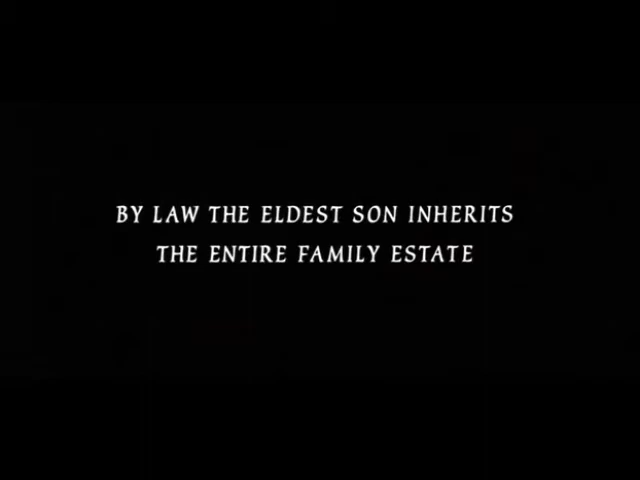 BY LAW THE ELDEST SON INHERITS
THE ENTIRE FAMILY ESTATE